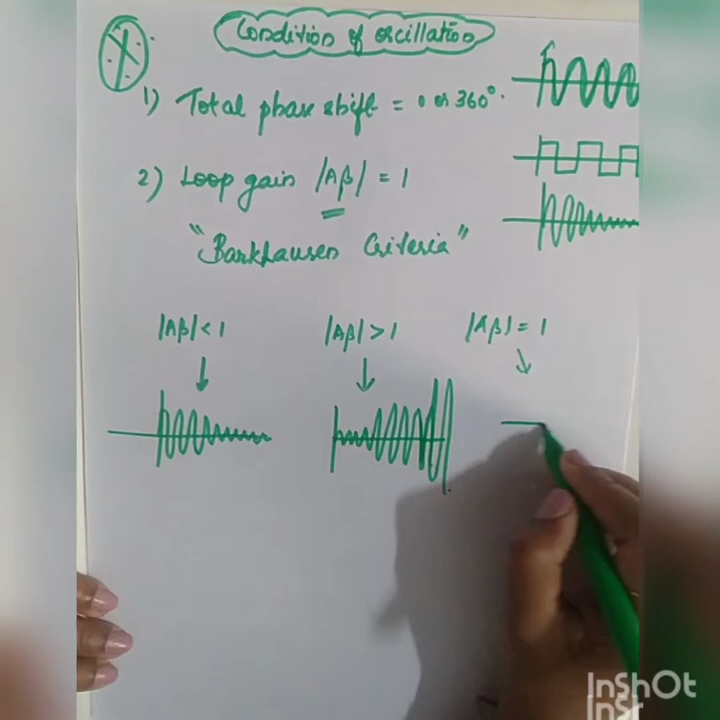 Condition of oscillation
1) Total phase shift = 0 or 360°.
2) Loop gain |Aβ| = 1
"Barkhausen Criteria"
|Aβ| < 1 |Aβ| > 1 |Aβ| = 1
InShOt